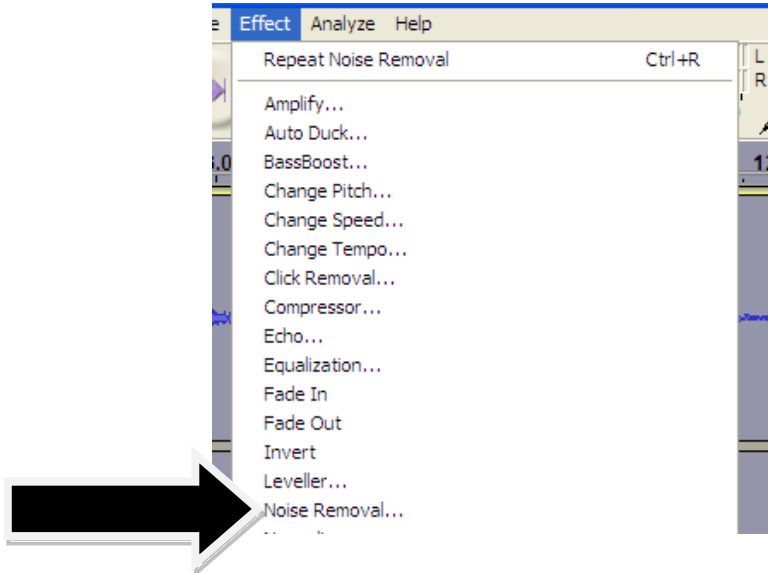 Effect Analyze Help
Repeat Noise Removal Ctrl+R
L
R
Amplify...
Auto Duck...
BassBoost...
Change Pitch...
Change Speed...
Change Tempo...
Click Removal...
Compressor...
Echo...
Equalization...
Fade In
Fade Out
Invert
Leveller...
Noise Removal...